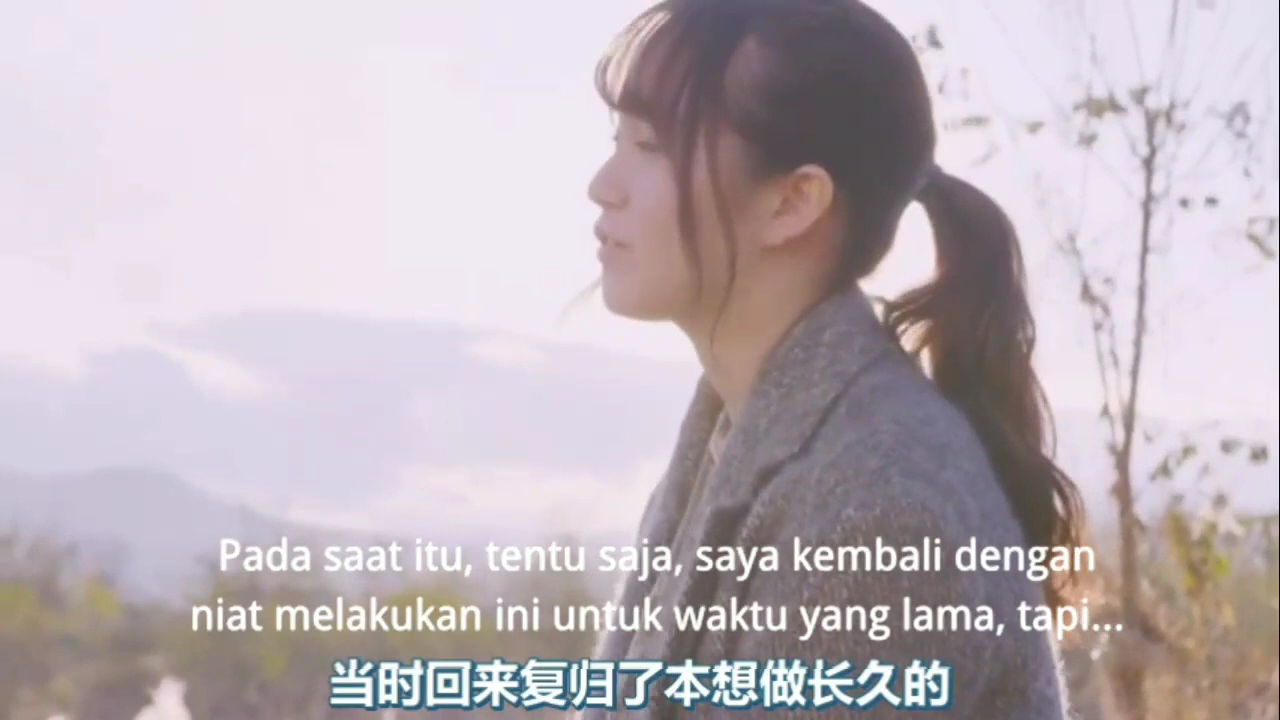 Pada saat itu, tentu saja, saya kembali dengan
niat melakukan ini untuk waktu yang lama, tapi...
当时回来复归了本想做长久的